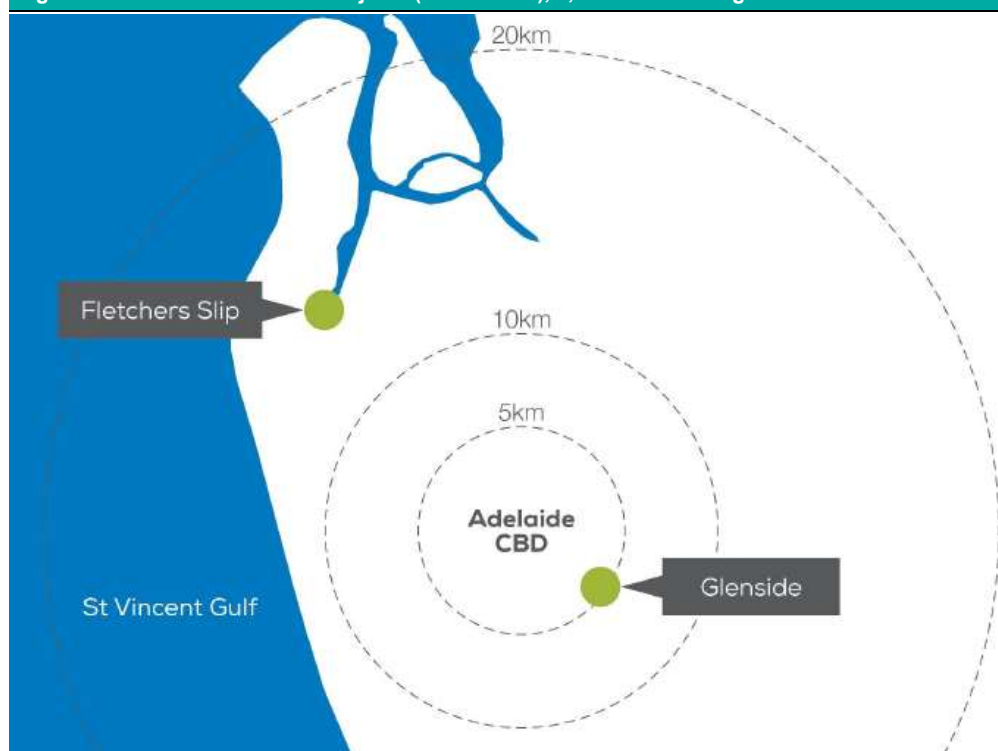 20km
Fletchers Slip
10km
5km
Adelaide
CBD
Glenside
St Vincent Gulf